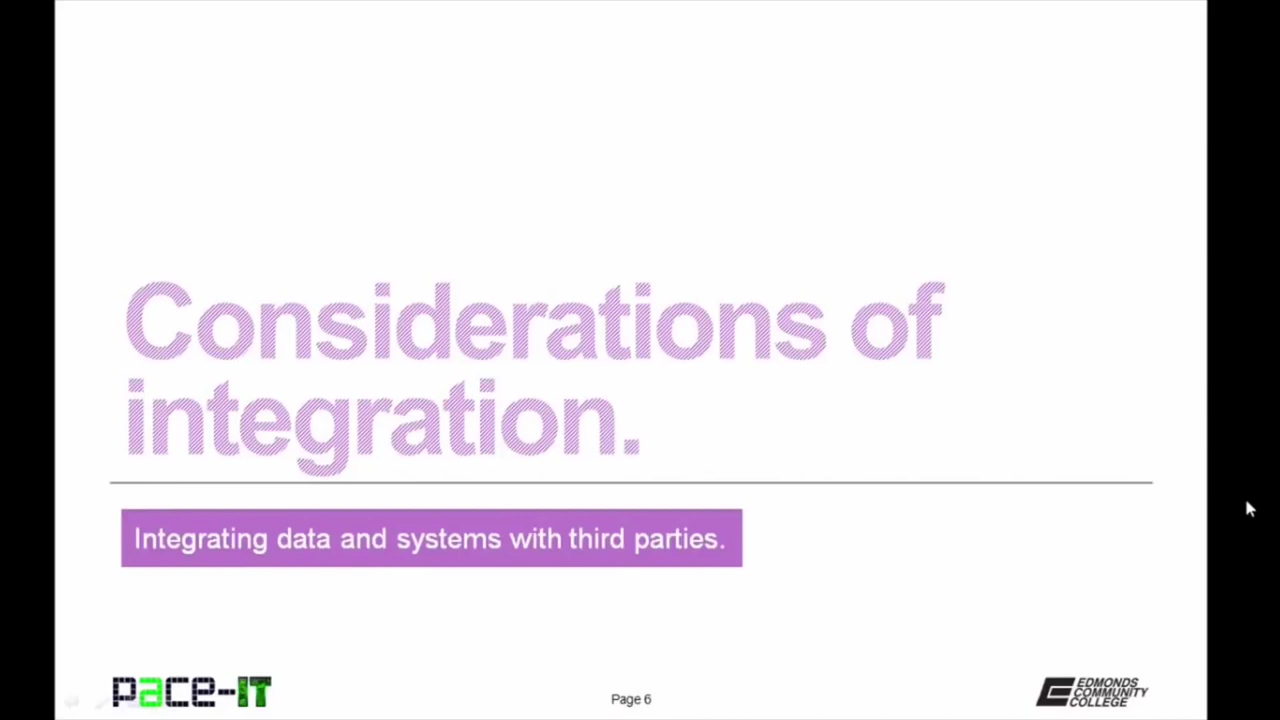 Considerations of
integration.
Integrating data and systems with third parties.
pace-IT
Page 6
EDMONDS
COMMUNITY
COLLEGE